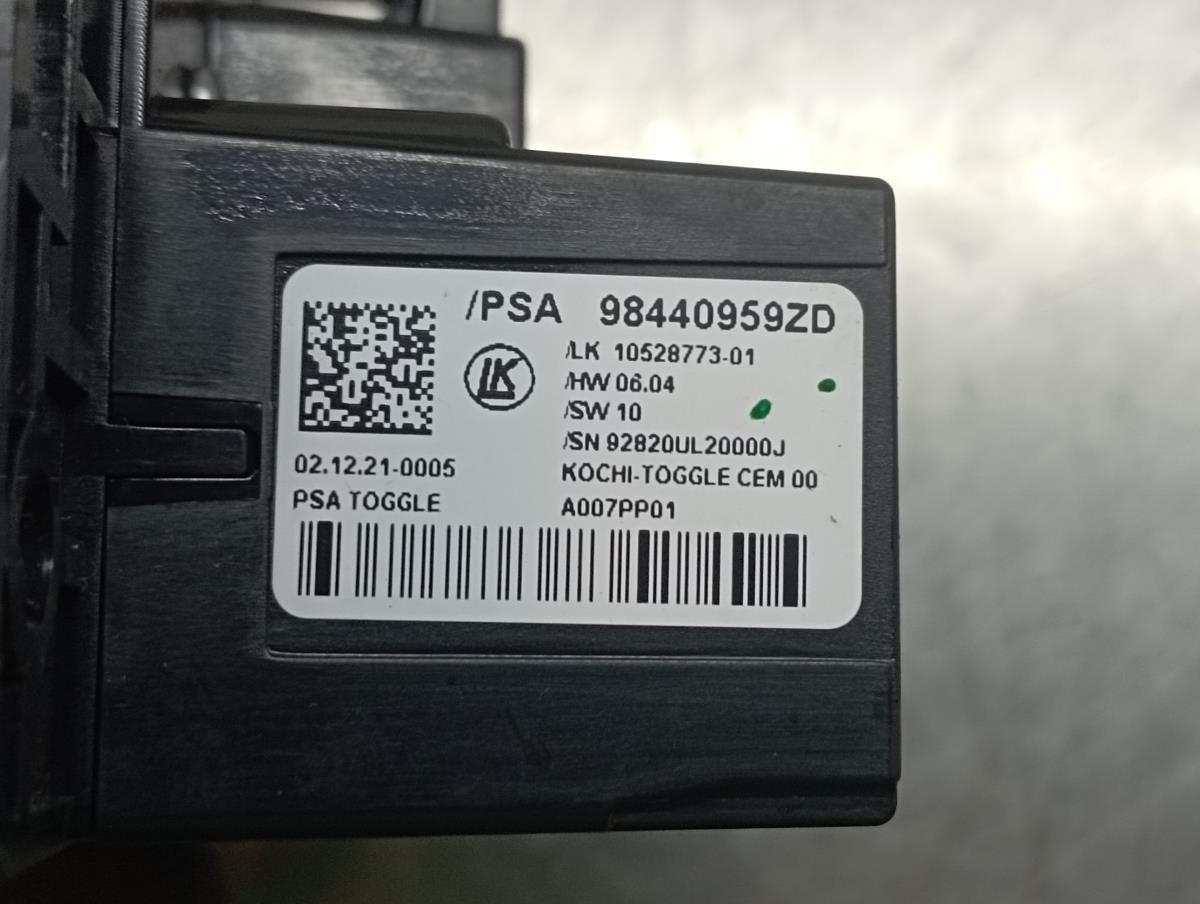 /PSA 98440959ZD
/LK 10528773-01
LK
/HW 06.04
/SW 10
/SN 92820UL20000J
02.12.21-0005
KOCHI-TOGGLE CEM 00
PSA TOGGLE
A007PP01